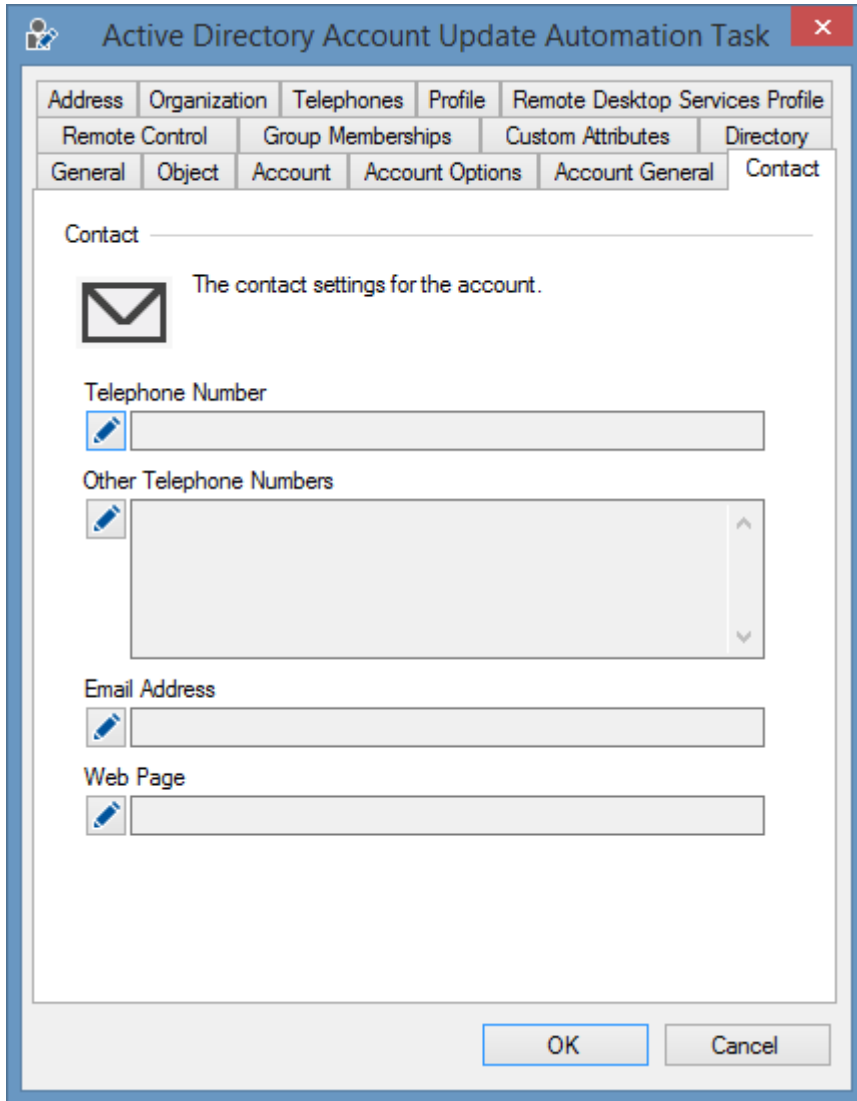 Active Directory Account Update Automation Task
Address Organization Telephones Profile Remote Desktop Services Profile
Remote Control Group Memberships Custom Attributes Directory
General Object Account Account Options Account General Contact
Contact
The contact settings for the account.
Telephone Number
Other Telephone Numbers
Email Address
Web Page
OK Cancel